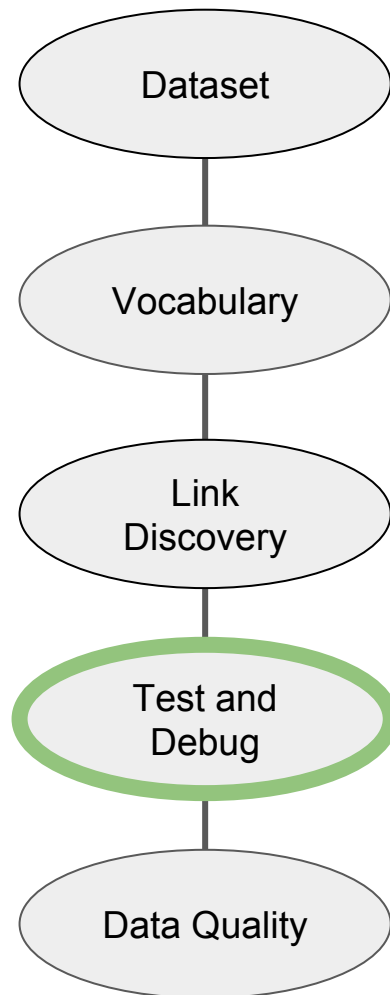 Dataset
Vocabulary
Link
Discovery
Test and
Debug
Data Quality